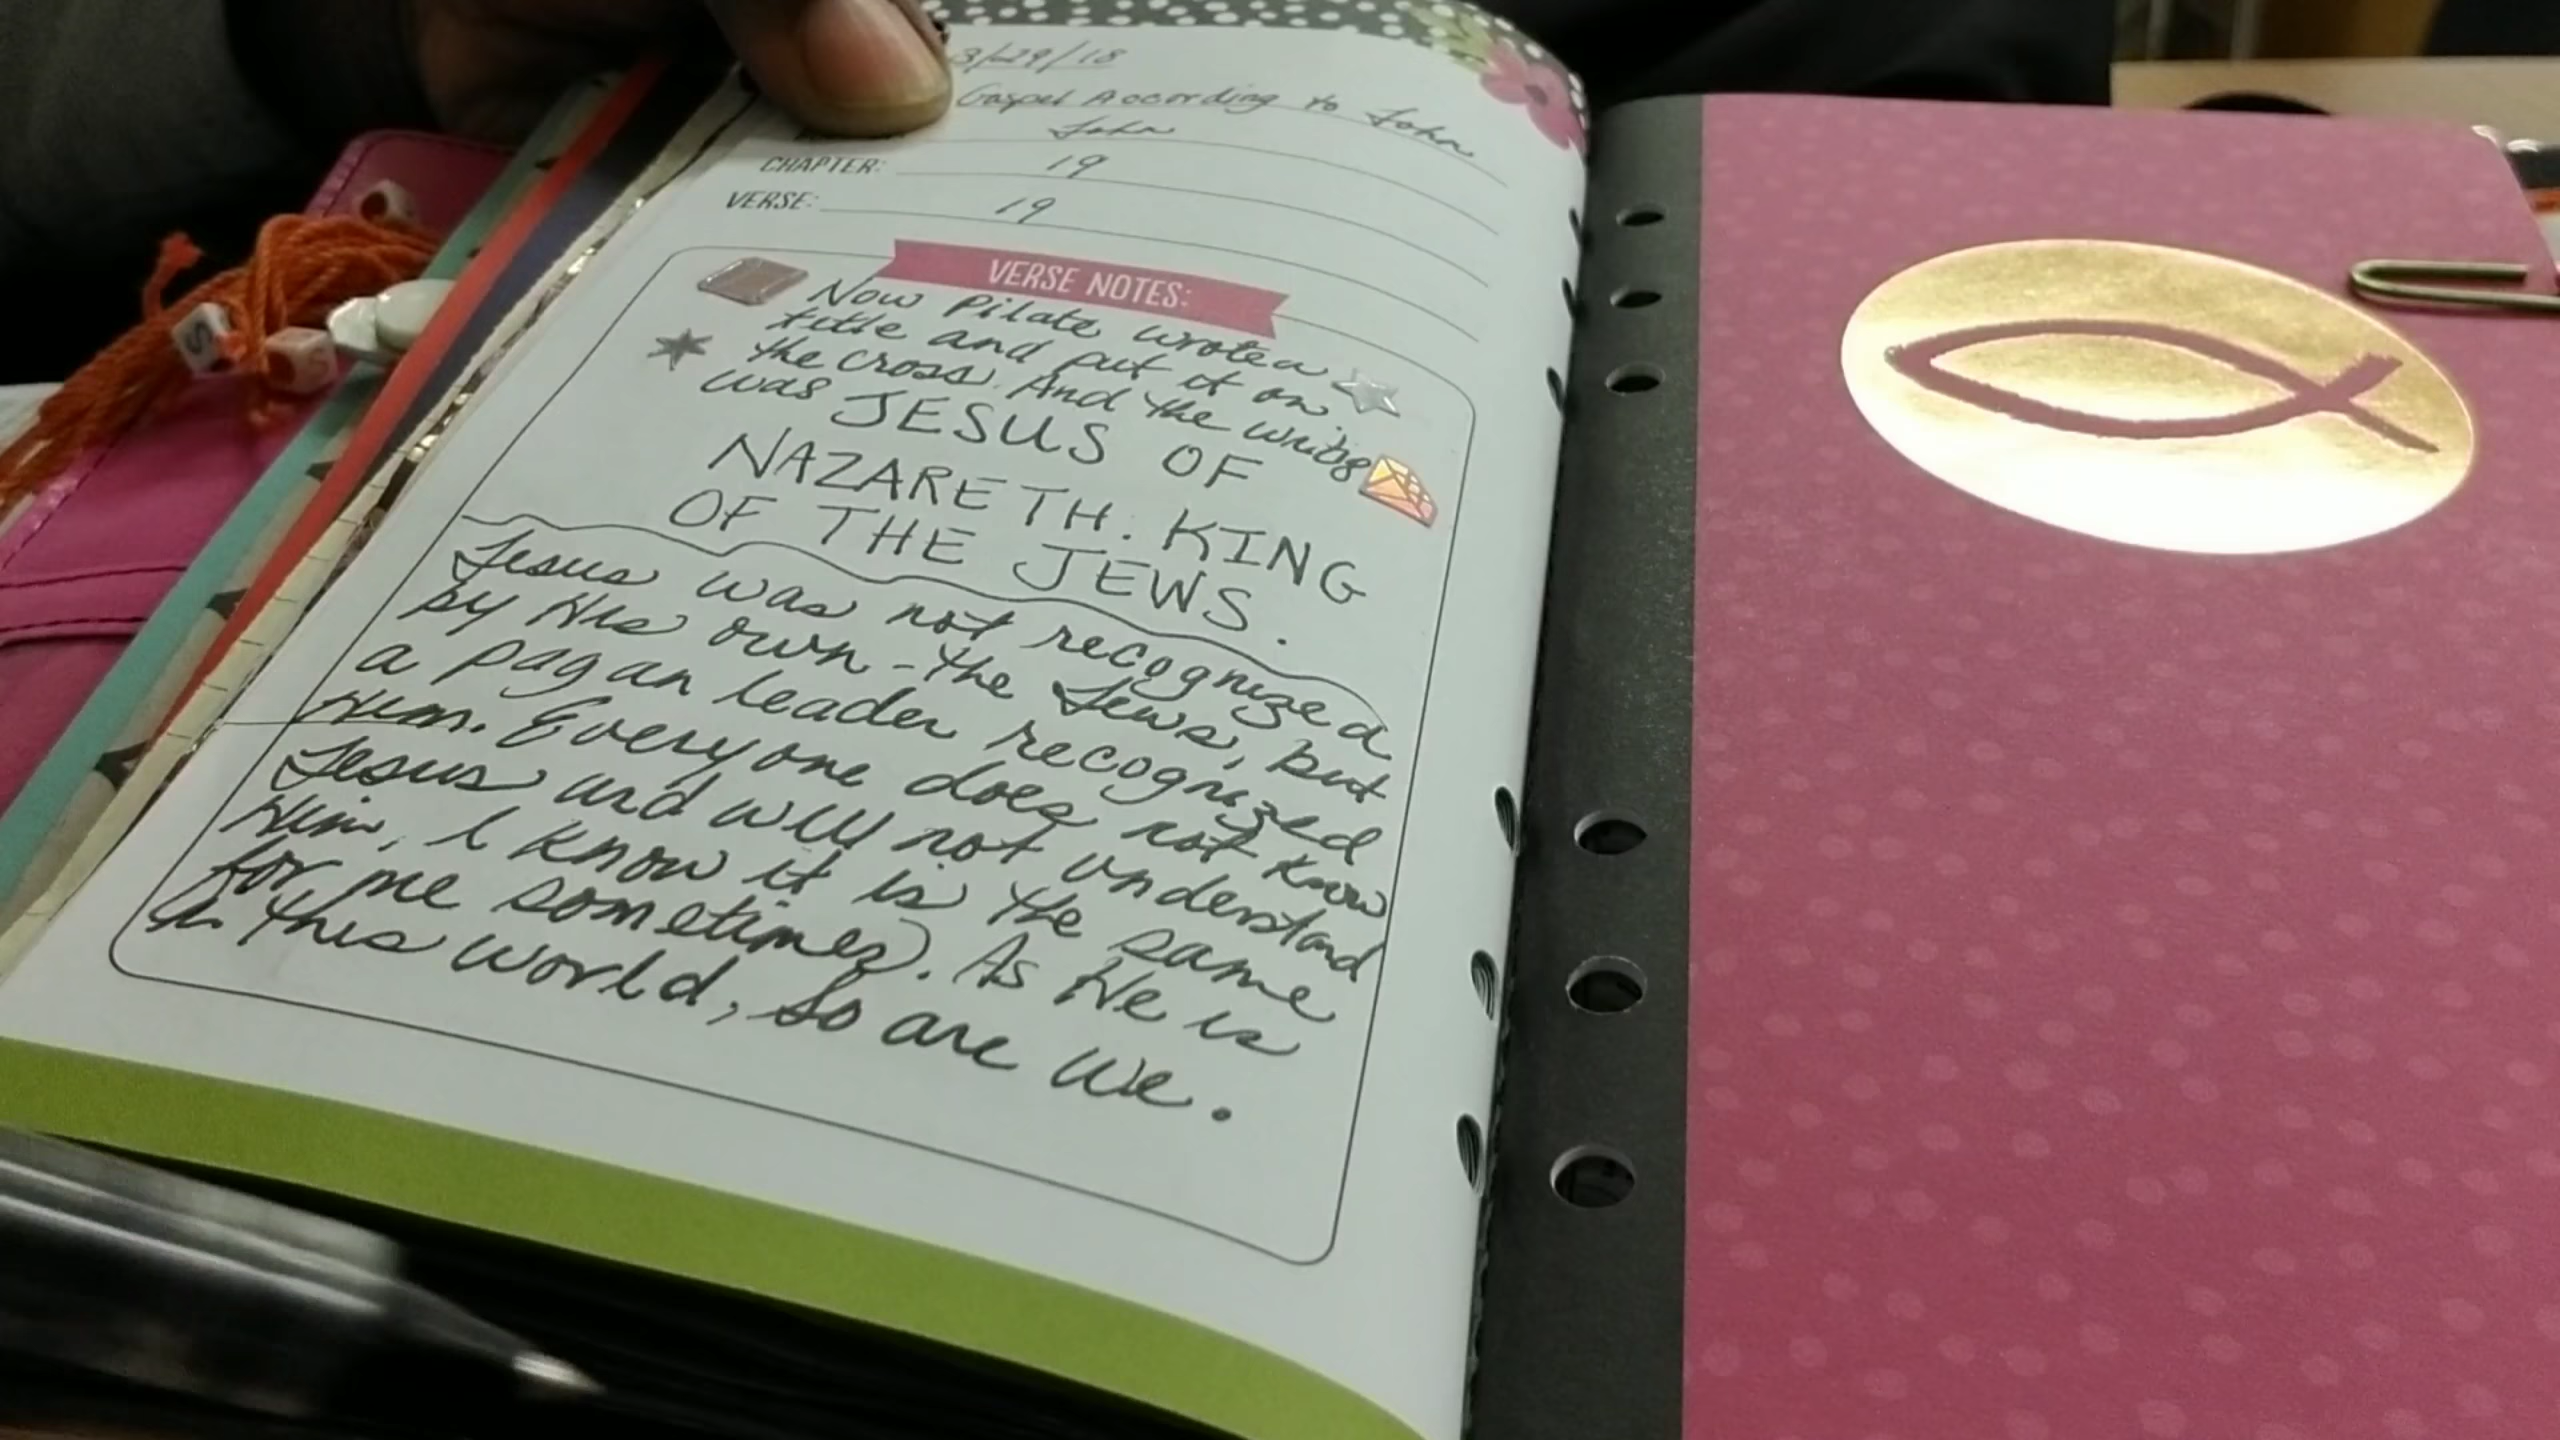 3/29/18
Gospel According to John
John
CHAPTER: 19
VERSE: 19
VERSE NOTES:
Now Pilate wrote a
title and put it on
the cross. And the writing
was JESUS OF
NAZARETH. KING
OF THE JEWS.
Jesus was not recognized
by His own - the Jews, but
a pagan leader recognized
Him. Everyone does not know
Jesus and will not understand
Him, I know it is the same
for me sometimes). As He is
in this world, so are we.
S
S